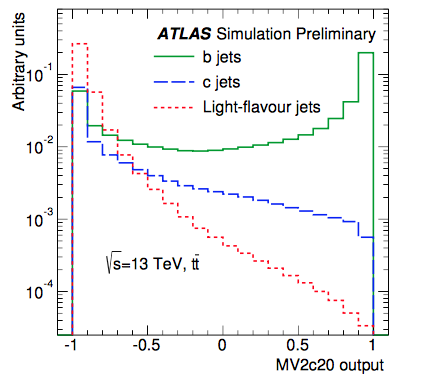 ATLAS Simulation Preliminary
b jets
c jets
Light-flavour jets
Arbitrary units
10⁻¹
10⁻²
10⁻³
10⁻⁴
√s=13 TeV, tt̄
-1 -0.5 0 0.5 1
MV2c20 output